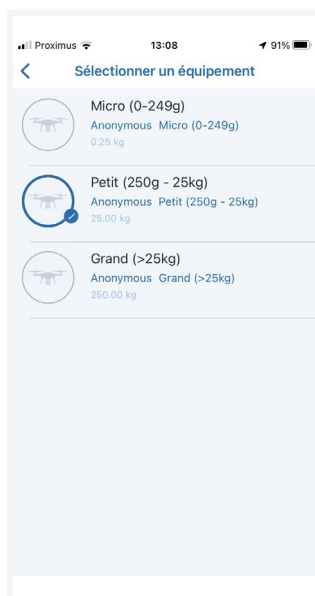 Proximus 13:08 91%
Sélectionner un équipement
Micro (0-249g)
Anonymous Micro (0-249g)
0.25 kg
Petit (250g - 25kg)
Anonymous Petit (250g - 25kg)
25.00 kg
Grand (>25kg)
Anonymous Grand (>25kg)
250.00 kg